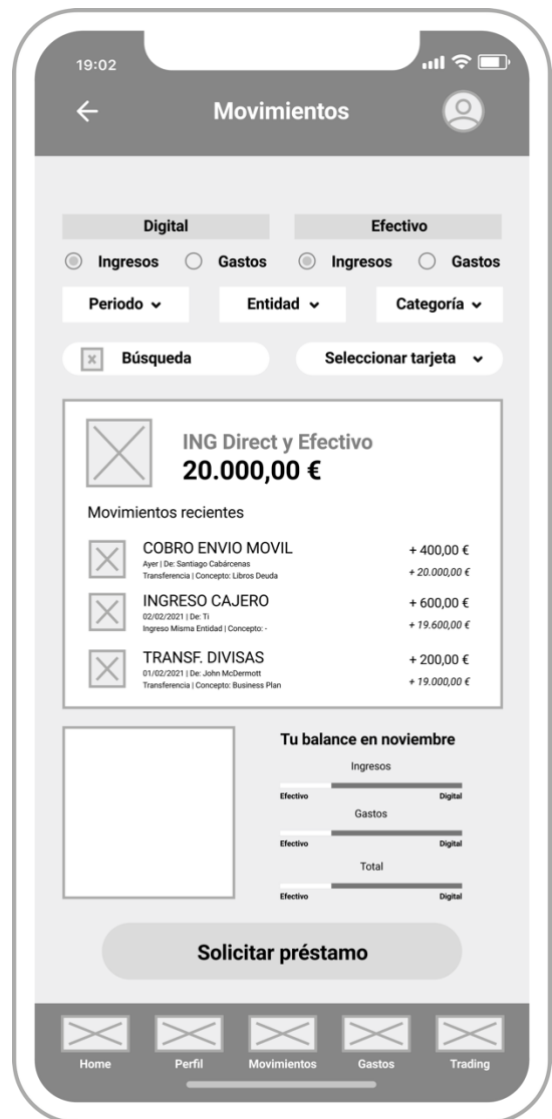 19:02
Movimientos
Digital Efectivo
Ingresos Gastos Ingresos Gastos
Periodo Entidad Categoría
x Búsqueda Seleccionar tarjeta
ING Direct y Efectivo
20.000,00 €
Movimientos recientes
COBRO ENVIO MOVIL + 400,00 €
Ayer | De: Santiago Cabárcenas
Transferencia | Concepto: Libros Deuda + 20.000,00 €
INGRESO CAJERO + 600,00 €
02/02/2021 | De: Ti
Ingreso Misma Entidad | Concepto: - + 19.600,00 €
TRANSF. DIVISAS + 200,00 €
01/02/2021 | De: John McDermott
Transferencia | Concepto: Business Plan + 19.000,00 €
Tu balance en noviembre
Ingresos
Efectivo Digital
Gastos
Efectivo Digital
Total
Efectivo Digital
Solicitar préstamo
Home Perfil Movimientos Gastos Trading